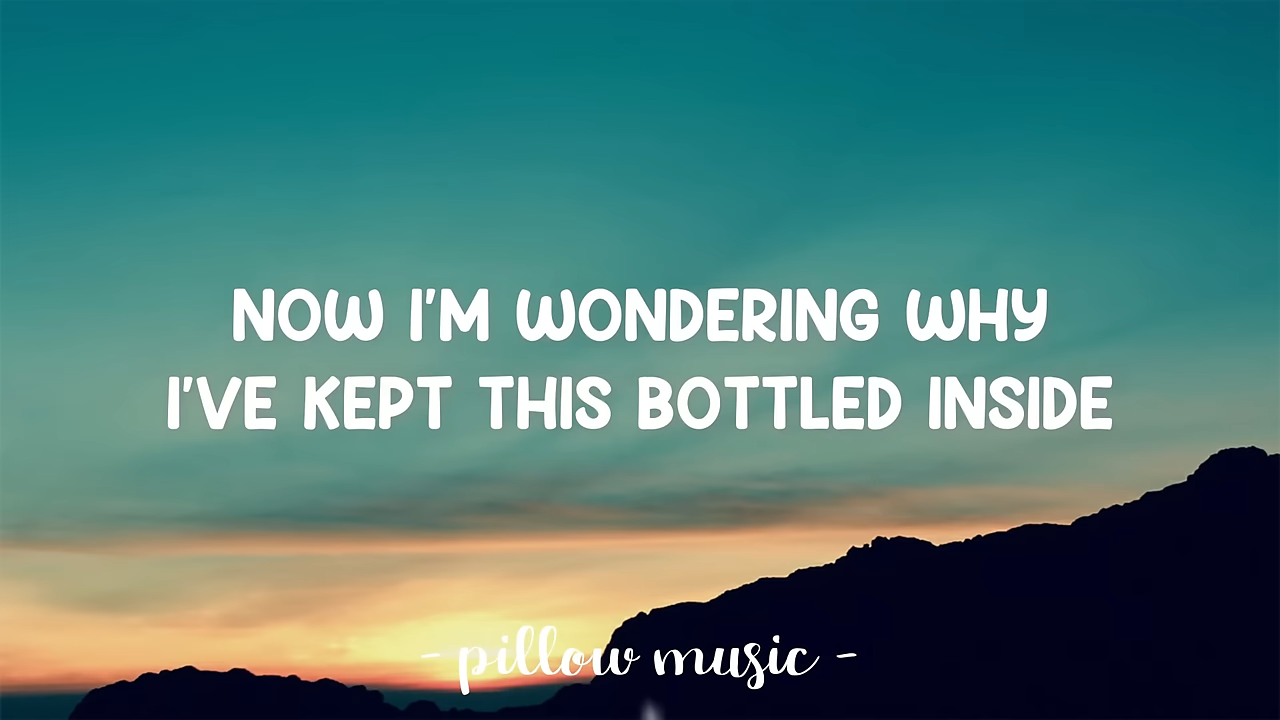 NOW I'M WONDERING WHY
I'VE KEPT THIS BOTTLED INSIDE
- pillow music -